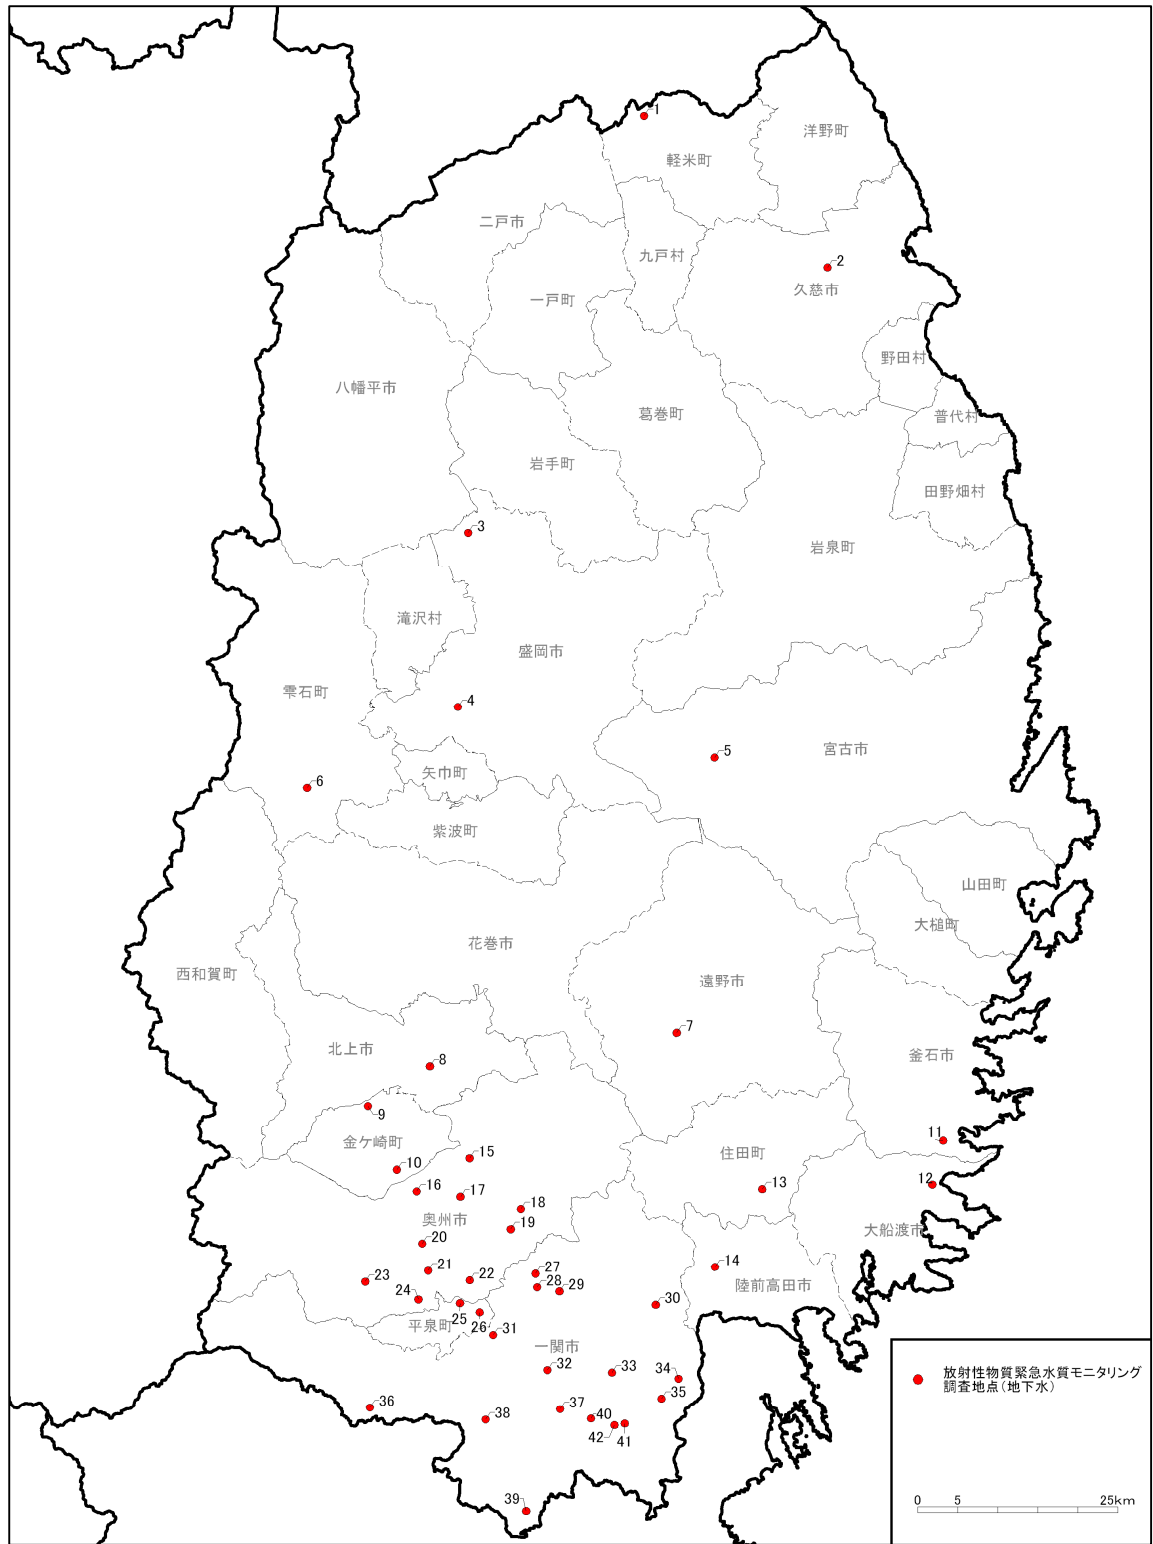 1
洋野町
軽米町
二戸市
九戸村
2
久慈市
一戸町
野田村
八幡平市
葛巻町
普代村
岩手町
田野畑村
3
岩泉町
滝沢村
盛岡市
雫石町
4
宮古市
5
矢巾町
6
紫波町
山田町
大槌町
花巻市
西和賀町
遠野市
7
北上市
釜石市
8
9
11
金ケ崎町
15
住田町
10
12
13
16
17
18
奥州市
19
大船渡市
20
14
21
22
27
23
28
29
陸前高田市
24
30
25
平泉町
26
31
一関市
32
33
34
放射性物質緊急水質モニタリング
調査地点（地下水）
35
36
37
38
40
42
41
39
0 5 25km